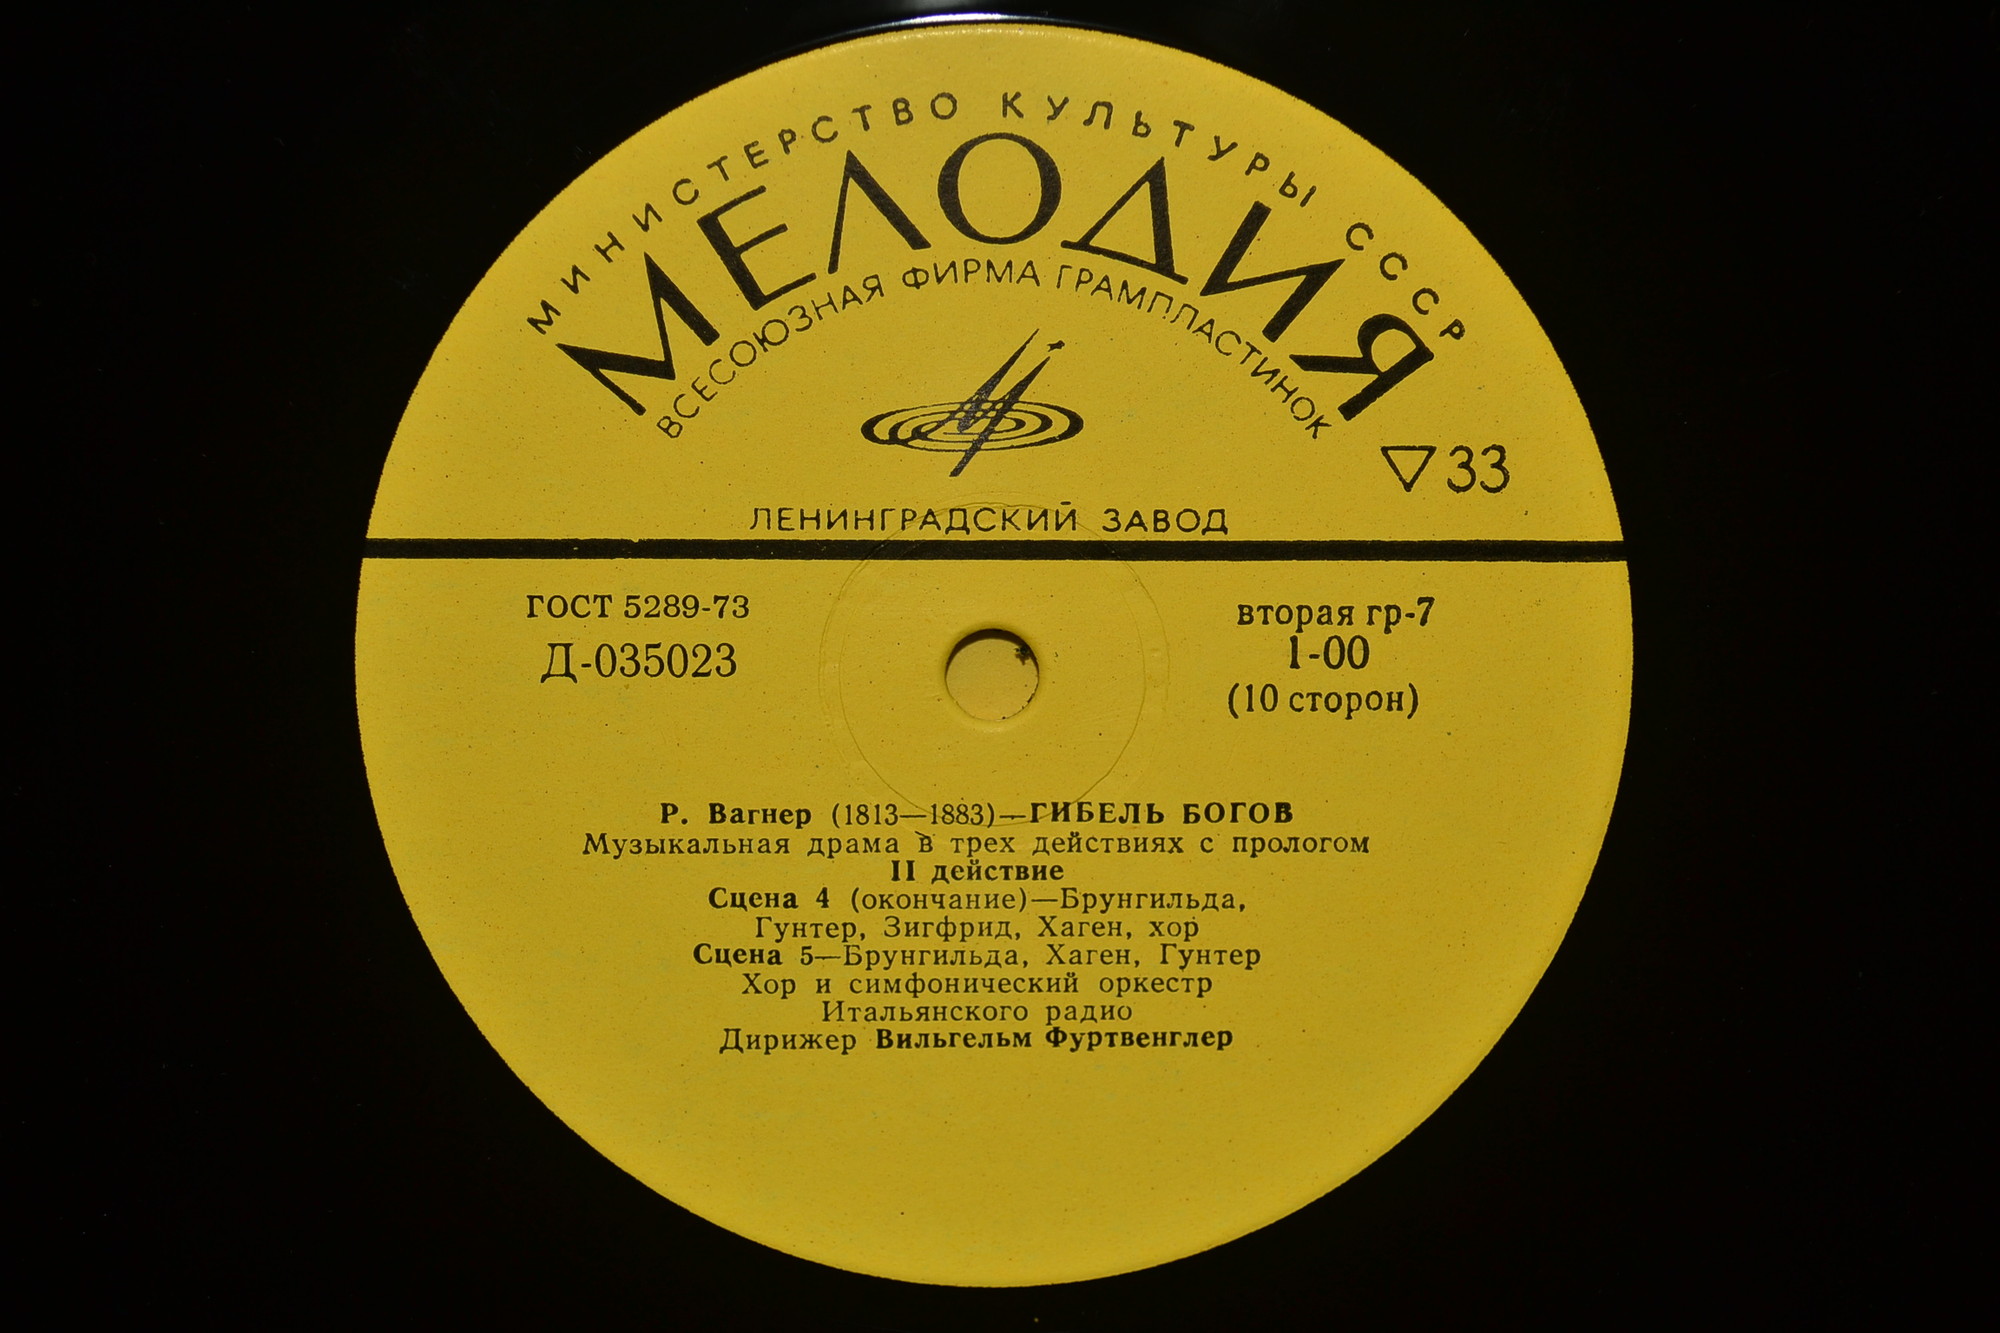 МИНИСТЕРСТВО КУЛЬТУРЫ СССР
МЕЛОДИЯ
ВСЕСОЮЗНАЯ ФИРМА ГРАМПЛАСТИНОК
▽33
ЛЕНИНГРАДСКИЙ ЗАВОД
ГОСТ 5289-73
Д-035023
вторая гр-7
1-00
(10 сторон)
Р. Вагнер (1813—1883)—ГИБЕЛЬ БОГОВ
Музыкальная драма в трех действиях с прологом
II действие
Сцена 4 (окончание)—Брунгильда,
Гунтер, Зигфрид, Хаген, хор
Сцена 5—Брунгильда, Хаген, Гунтер
Хор и симфонический оркестр
Итальянского радио
Дирижер Вильгельм Фуртвенглер